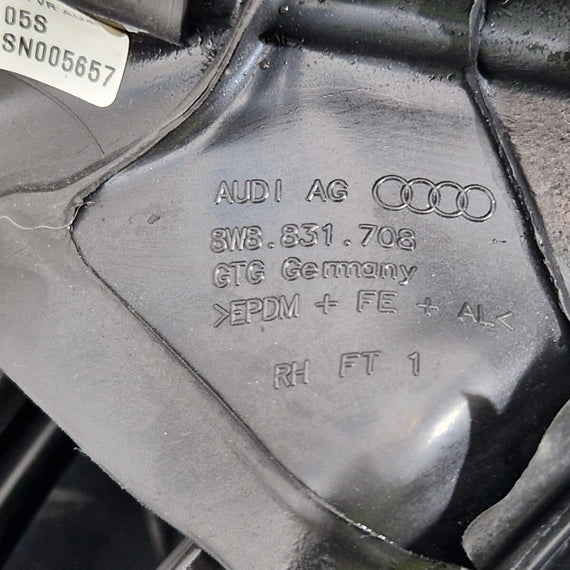 05S
SN005657
AUDI AG
8W8.831.708
GTG Germany
>EPDM + FE + AL<
RH FT 1